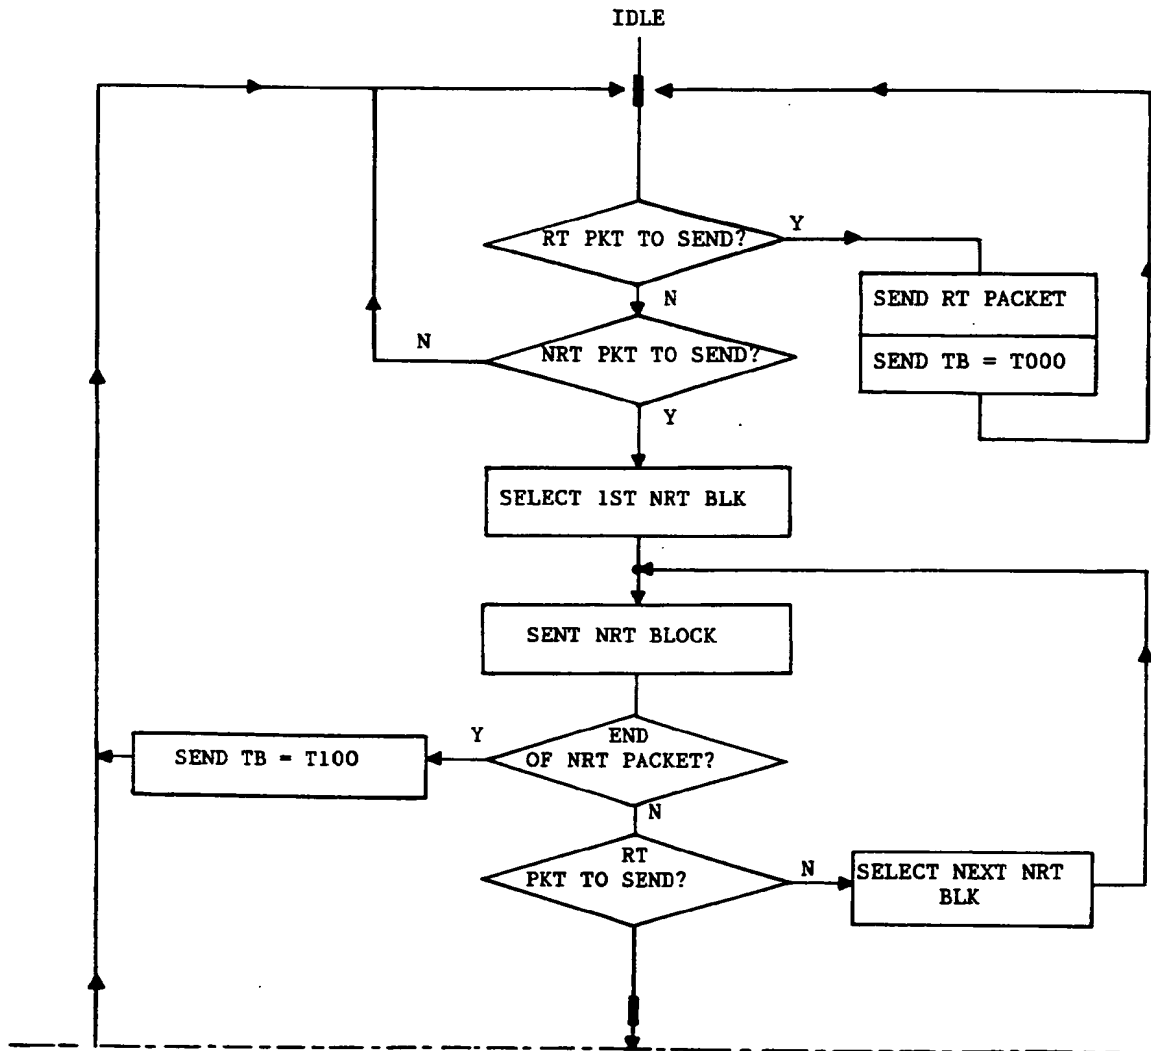 IDLE
RT PKT TO SEND?
Y
SEND RT PACKET
SEND TB = T000
N
NRT PKT TO SEND?
N
Y
SELECT 1ST NRT BLK
SENT NRT BLOCK
END
OF NRT PACKET?
Y
SEND TB = T100
N
RT
PKT TO SEND?
N
SELECT NEXT NRT
BLK